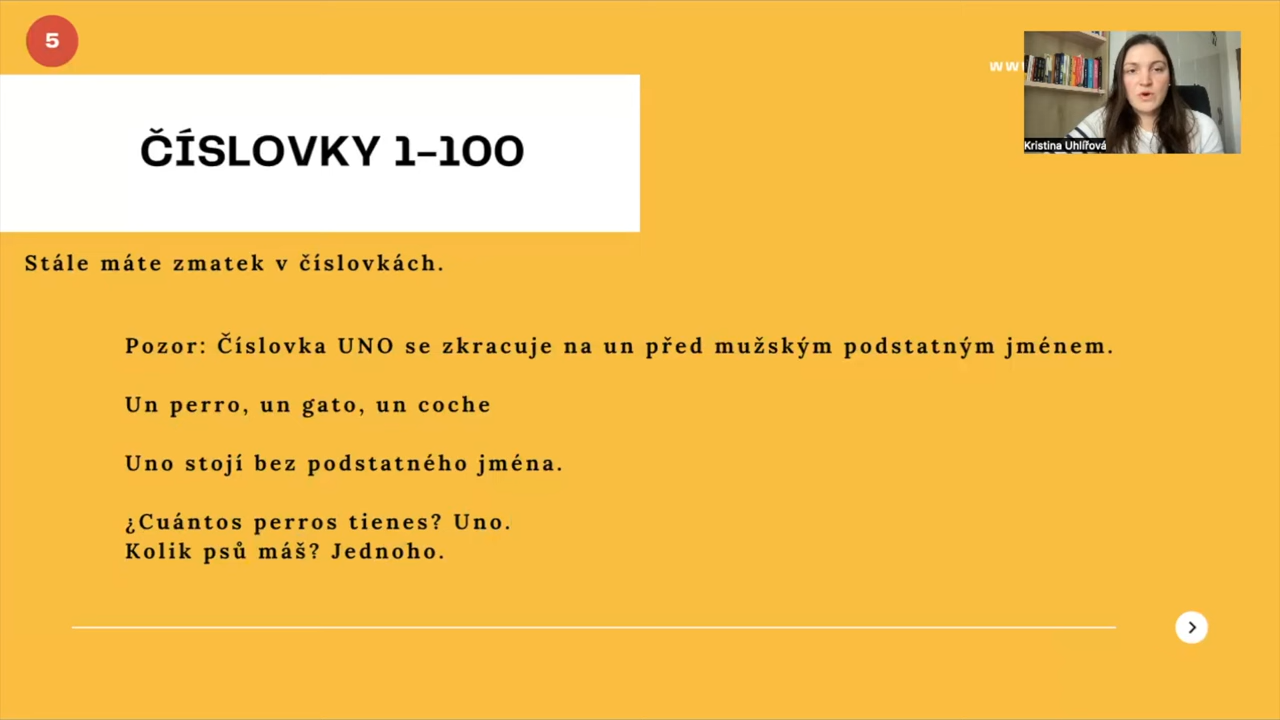 5
ww
Kristina Uhlířová
ČÍSLOVKY 1–100
Stále máte zmatek v číslovkách.
Pozor: Číslovka UNO se zkracuje na un před mužským podstatným jménem.
Un perro, un gato, un coche
Uno stojí bez podstatného jména.
¿Cuántos perros tienes? Uno.
Kolik psů máš? Jednoho.